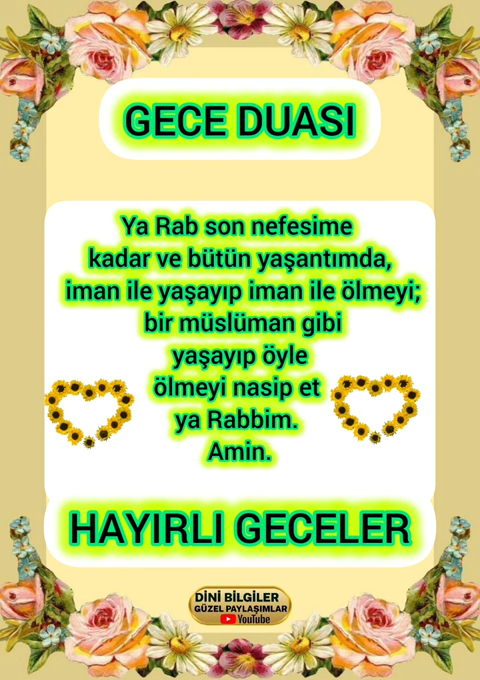 GECE DUASI
Ya Rab son nefesime
kadar ve bütün yaşantımda,
iman ile yaşayıp iman ile ölmeyi;
bir müslüman gibi
yaşayıp öyle
ölmeyi nasip et
ya Rabbim.
Amin.
HAYIRLI GECELER
DİNİ BİLGİLER
GÜZEL PAYLAŞIMLAR
YouTube